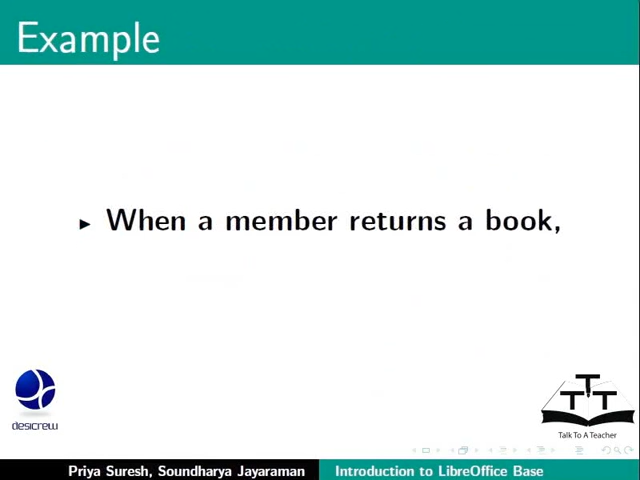 Example
When a member returns a book,
desicrew
T
T T
Talk To A Teacher
Priya Suresh, Soundharya Jayaraman
Introduction to LibreOffice Base